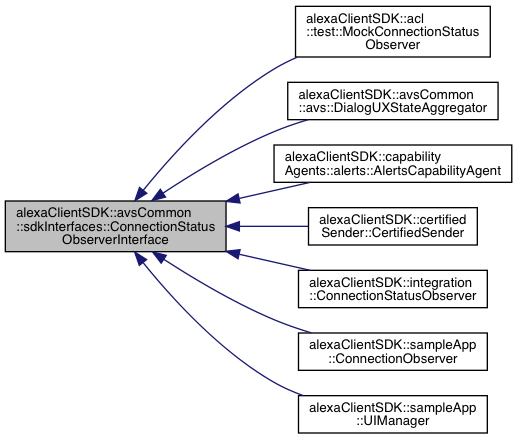 alexaClientSDK::acl
::test::MockConnectionStatus
Observer
alexaClientSDK::avsCommon
::avs::DialogUXStateAggregator
alexaClientSDK::capability
Agents::alerts::AlertsCapabilityAgent
alexaClientSDK::avsCommon
::sdkInterfaces::ConnectionStatus
ObserverInterface
alexaClientSDK::certified
Sender::CertifiedSender
alexaClientSDK::integration
::ConnectionStatusObserver
alexaClientSDK::sampleApp
::ConnectionObserver
alexaClientSDK::sampleApp
::UIManager